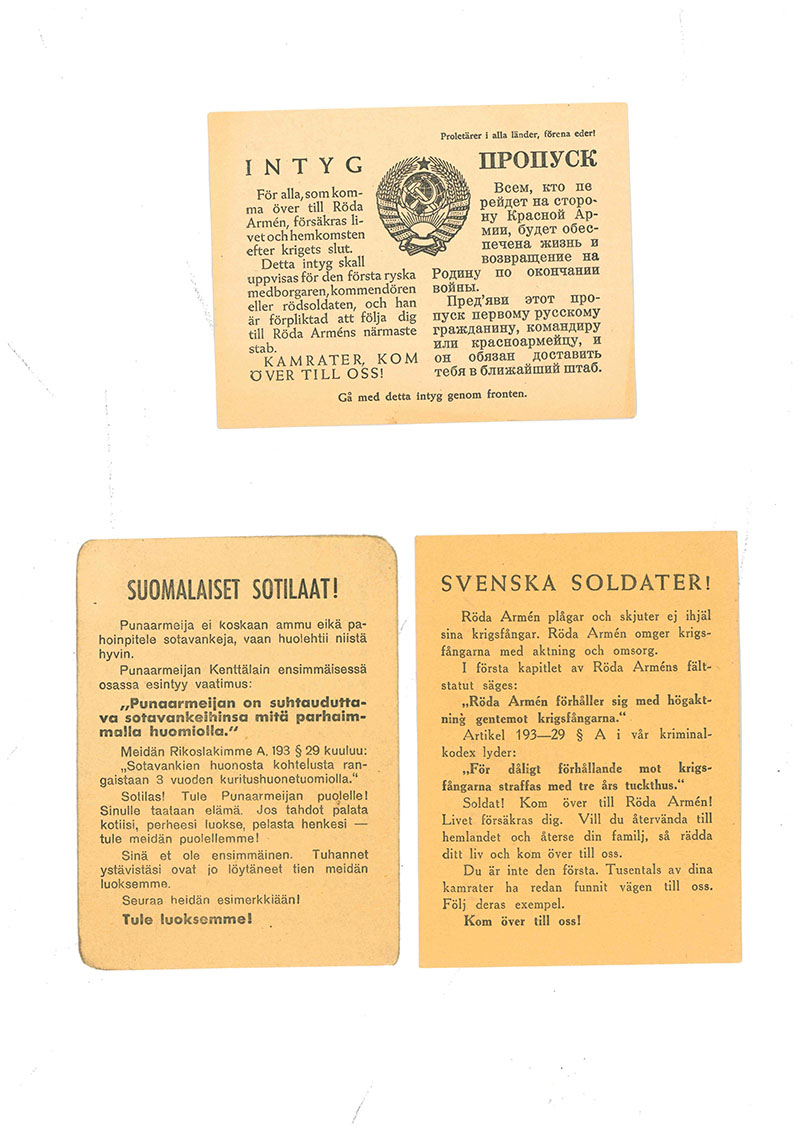 Proletärer i alla länder, förena eder!
INTYG
För alla, som kom-
ma över till Röda
Armén, försäkras li-
vet och hemkomsten
efter krigets slut.
Detta intyg skall
uppvisas för den första ryska
medborgaren, kommendören
eller rödsoldaten, och han
är förpliktad att följa dig
till Röda Arméns närmaste
stab.
KAMRATER, KOM
ÖVER TILL OSS!
ПРОПУСК
Всем, кто пе
рейдет на сторо-
ну Красной Ар-
мии, будет обес-
печена жизнь и
возвращение на
Родину по окончании
войны.
Пред'яви этот про-
пуск первому русскому
гражданину, командиру
или красноармейцу, и
он обязан доставить
тебя в ближайший штаб.
Gå med detta intyg genom fronten.
SUOMALAISET SOTILAAT!
Punaarmeija ei koskaan ammu eikä pa-
hoinpitele sotavankeja, vaan huolehtii niistä
hyvin.
Punaarmeijan Kenttälain ensimmäisessä
osassa esintyy vaatimus:
„Punaarmeijan on suhtaudutta-
va sotavankeihinsa mitä parhaim-
malla huomiolla.“
Meidän Rikoslakimme A. 193 § 29 kuuluu:
„Sotavankien huonosta kohtelusta ran-
gaistaan 3 vuoden kuritushuonetuomiolla.“
Sotilas! Tule Punaarmeijan puolelle!
Sinulle taataan elämä. Jos tahdot palata
kotiisi, perheesi luokse, pelasta henkesi —
tule meidän puolellemme!
Sinä et ole ensimmäinen. Tuhannet
ystävistäsi ovat jo löytäneet tien meidän
luoksemme.
Seuraa heidän esimerkkiään!
Tule luoksemme!
SVENSKA SOLDATER!
Röda Armén plågar och skjuter ej ihjäl
sina krigsfångar. Röda Armén omger krigs-
fångarna med aktning och omsorg.
I första kapitlet av Röda Arméns fält-
statut säges:
„Röda Armén förhåller sig med högakt-
ning gentemot krigsfångarna.“
Artikel 193—29 § A i vår kriminal-
kodex lyder:
„För dåligt förhållande mot krigs-
fångarna straffas med tre års tuckthus.“
Soldat! Kom över till Röda Armén!
Livet försäkras dig. Vill du återvända till
hemlandet och återse din familj, så rädda
ditt liv och kom över till oss.
Du är inte den första. Tusentals av dina
kamrater ha redan funnit vägen till oss.
Följ deras exempel.
Kom över till oss!